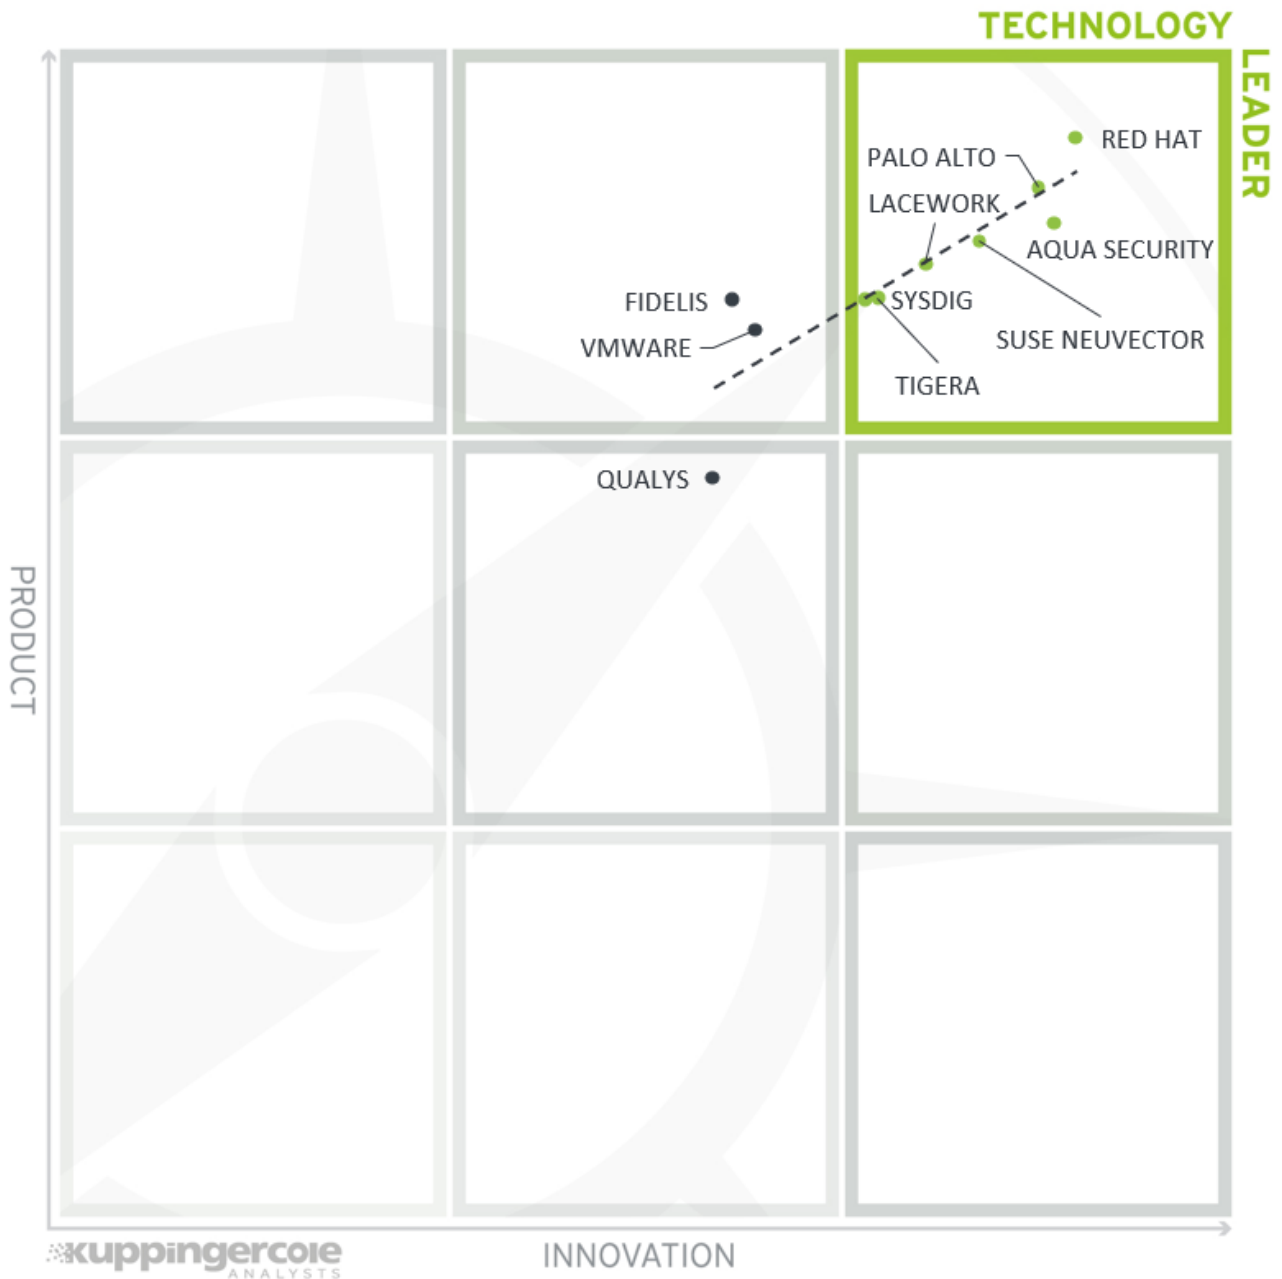 TECHNOLOGY
LEADER
RED HAT
PALO ALTO
LACEWORK
AQUA SECURITY
FIDELIS
SYSDIG
VMWARE
SUSE NEUVECTOR
TIGERA
QUALYS
PRODUCT
INNOVATION
kuppingercole
ANALYSTS